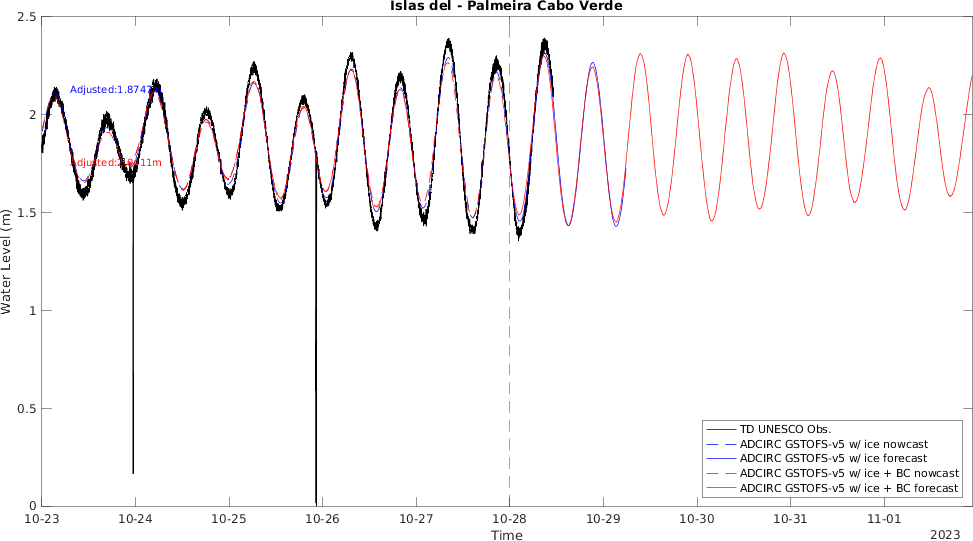 Islas del - Palmeira Cabo Verde
2.5
2
1.5
1
0.5
0
Water Level (m)
Adjusted:1.8747
TD UNESCO Obs.
ADCIRC GSTOFS-v5 w/ ice nowcast
ADCIRC GSTOFS-v5 w/ ice forecast
ADCIRC GSTOFS-v5 w/ ice + BC nowcast
ADCIRC GSTOFS-v5 w/ ice + BC forecast
10-23 10-24 10-25 10-26 10-27 10-28 10-29 10-30 10-31 11-01
Time
2023